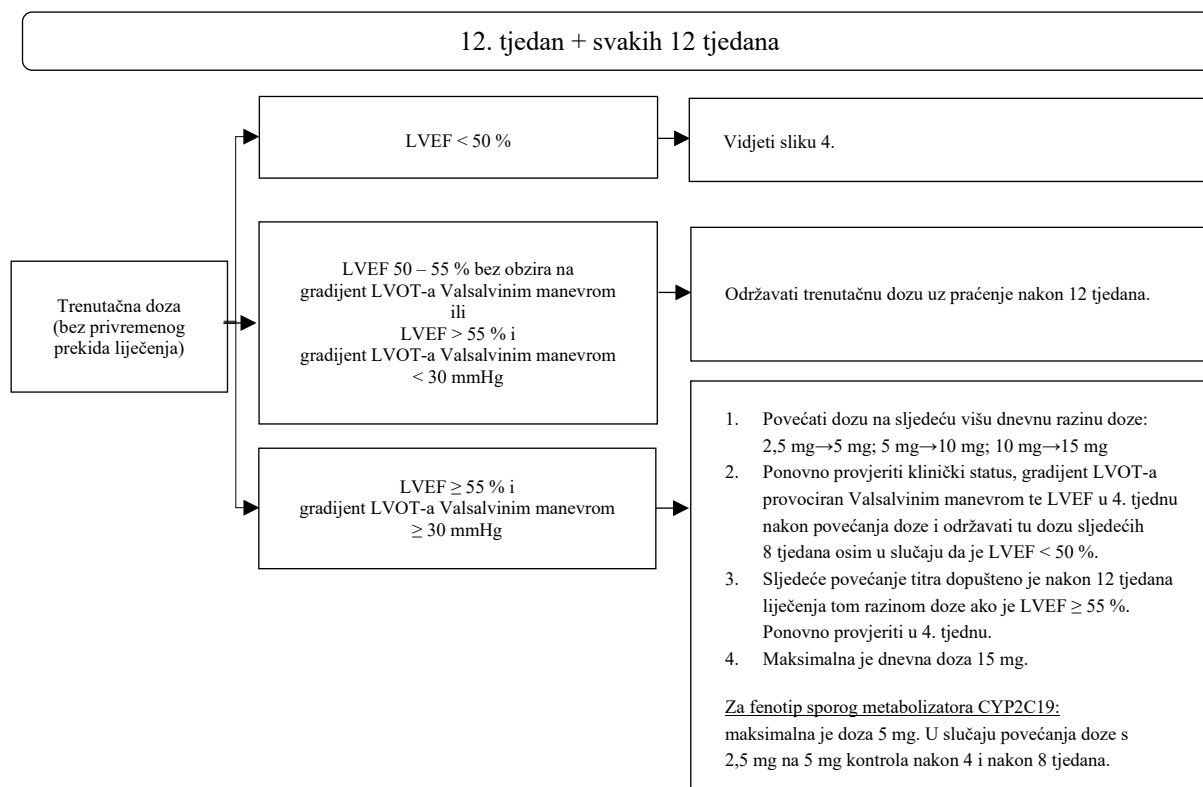 12. tjedan + svakih 12 tjedana
Trenutačna doza
(bez privremenog
prekida liječenja)
LVEF < 50 %
Vidjeti sliku 4.
LVEF 50 – 55 % bez obzira na
gradijent LVOT-a Valsalvinim manevrom
ili
LVEF > 55 % i
gradijent LVOT-a Valsalvinim manevrom
< 30 mmHg
Održavati trenutačnu dozu uz praćenje nakon 12 tjedana.
LVEF ≥ 55 % i
gradijent LVOT-a Valsalvinim manevrom
≥ 30 mmHg
1. Povećati dozu na sljedeću višu dnevnu razinu doze:
2,5 mg→5 mg; 5 mg→10 mg; 10 mg→15 mg
2. Ponovno provjeriti klinički status, gradijent LVOT-a
provociran Valsalvinim manevrom te LVEF u 4. tjednu
nakon povećanja doze i održavati tu dozu sljedećih
8 tjedana osim u slučaju da je LVEF < 50 %.
3. Sljedeće povećanje titra dopušteno je nakon 12 tjedana
liječenja tom razinom doze ako je LVEF ≥ 55 %.
Ponovno provjeriti u 4. tjednu.
4. Maksimalna je dnevna doza 15 mg.
Za fenotip sporog metabolizatora CYP2C19:
maksimalna je doza 5 mg. U slučaju povećanja doze s
2,5 mg na 5 mg kontrola nakon 4 i nakon 8 tjedana.